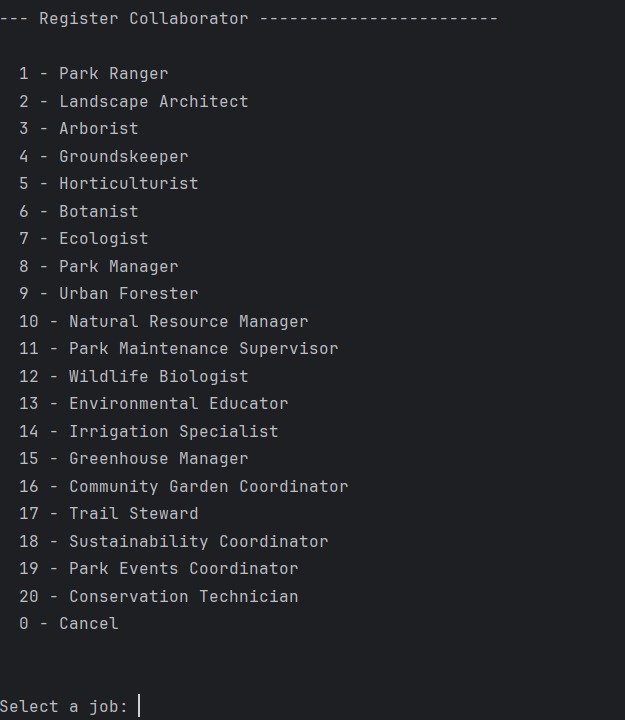 --- Register Collaborator ------------------------
1 - Park Ranger
2 - Landscape Architect
3 - Arborist
4 - Groundskeeper
5 - Horticulturist
6 - Botanist
7 - Ecologist
8 - Park Manager
9 - Urban Forester
10 - Natural Resource Manager
11 - Park Maintenance Supervisor
12 - Wildlife Biologist
13 - Environmental Educator
14 - Irrigation Specialist
15 - Greenhouse Manager
16 - Community Garden Coordinator
17 - Trail Steward
18 - Sustainability Coordinator
19 - Park Events Coordinator
20 - Conservation Technician
0 - Cancel
Select a job: